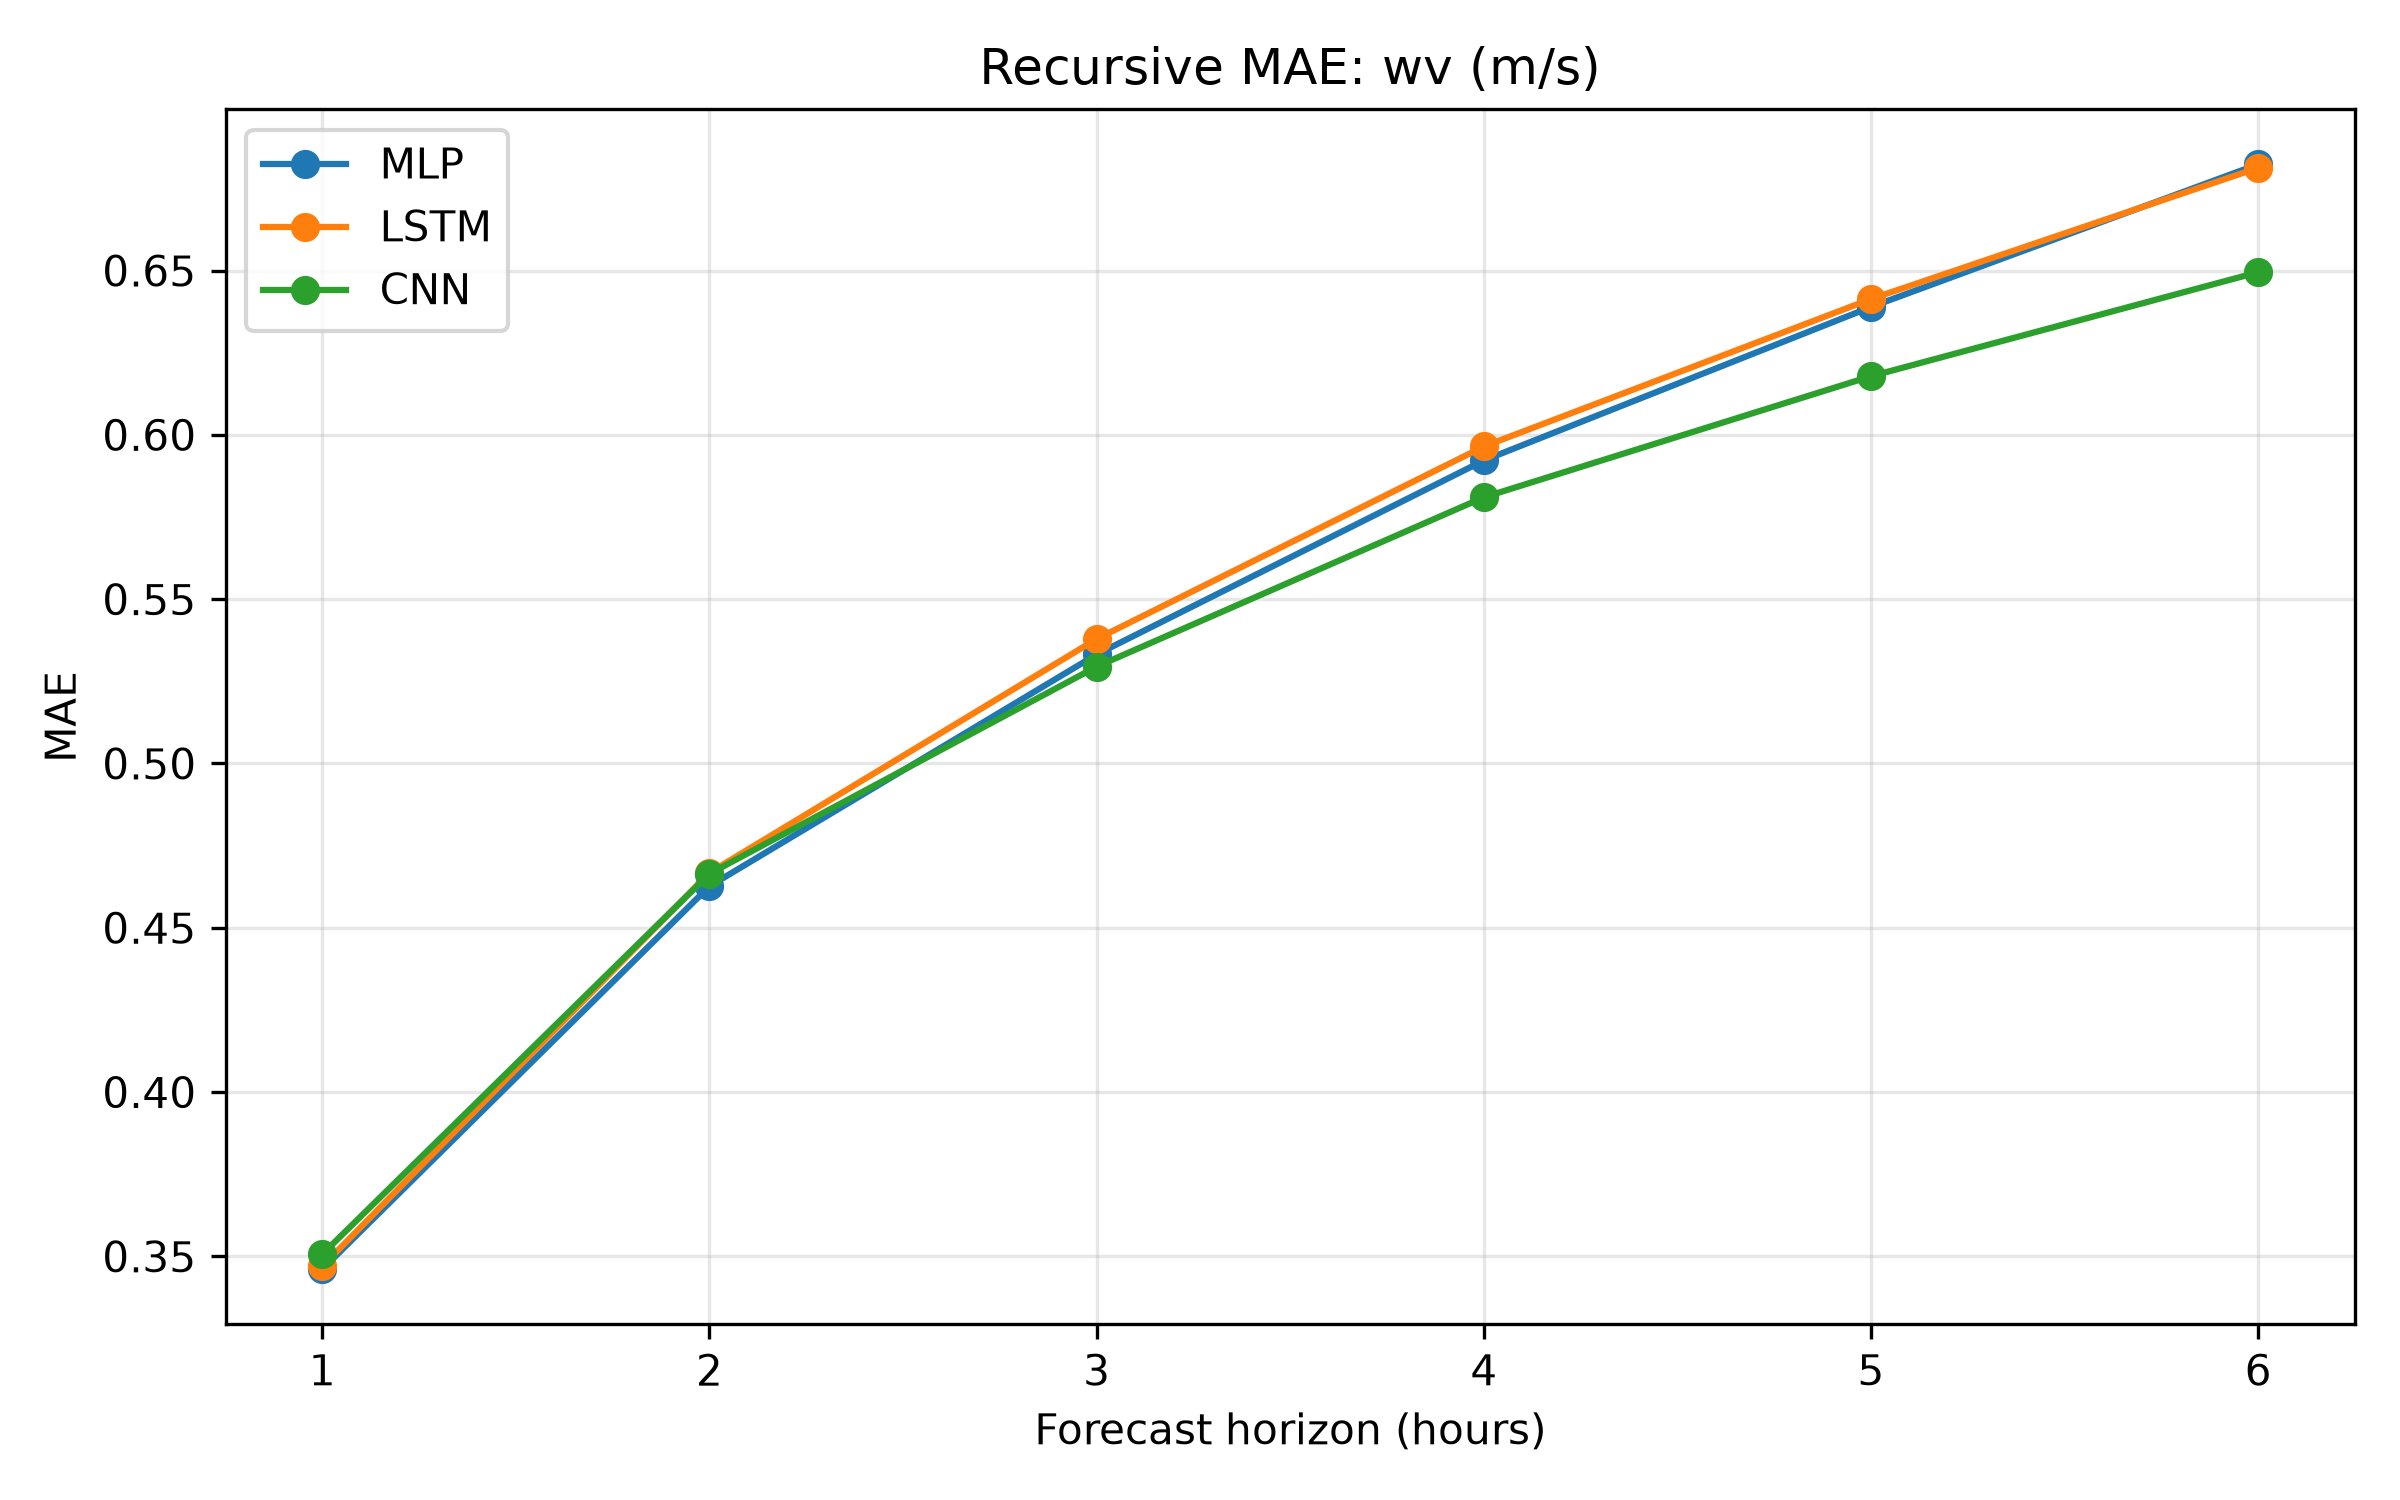 Recursive MAE: wv (m/s)
MLP
LSTM
CNN
0.65
0.60
0.55
0.50
0.45
0.40
0.35
MAE
1 2 3 4 5 6
Forecast horizon (hours)